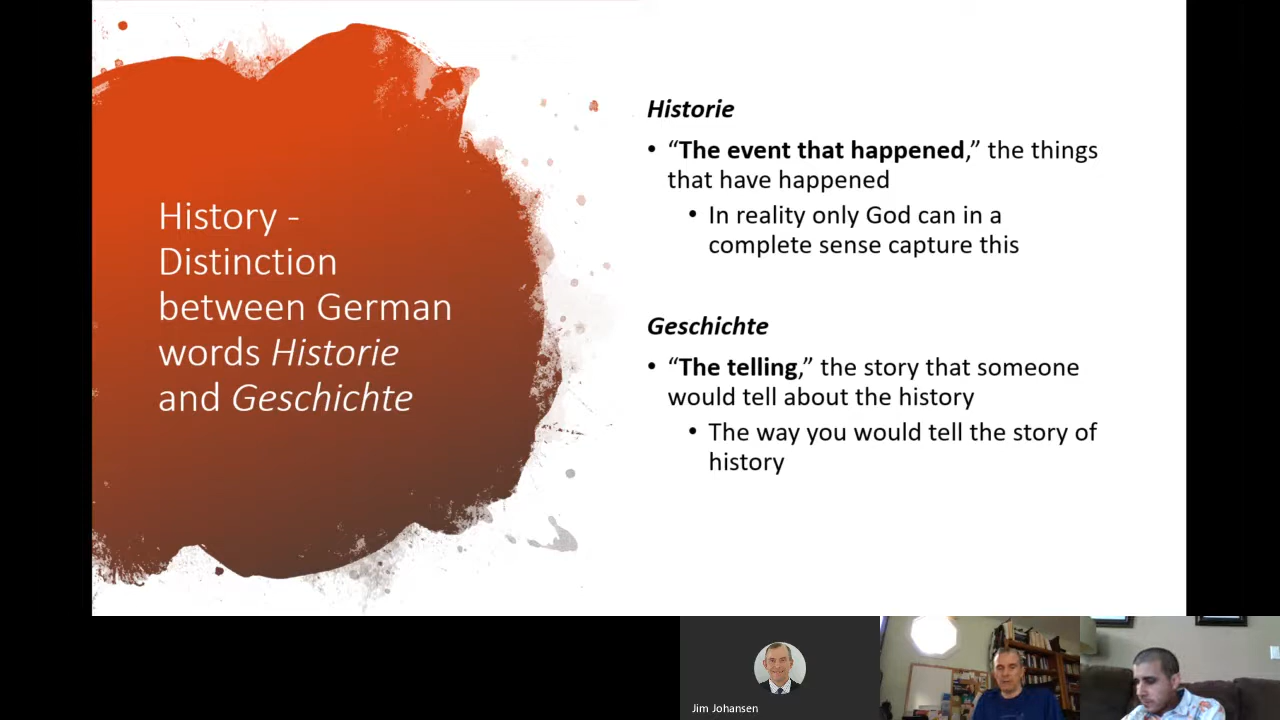 History -
Distinction
between German
words Historie
and Geschichte
Historie
• “The event that happened,” the things
that have happened
• In reality only God can in a
complete sense capture this
Geschichte
• “The telling,” the story that someone
would tell about the history
• The way you would tell the story of
history
Jim Johansen